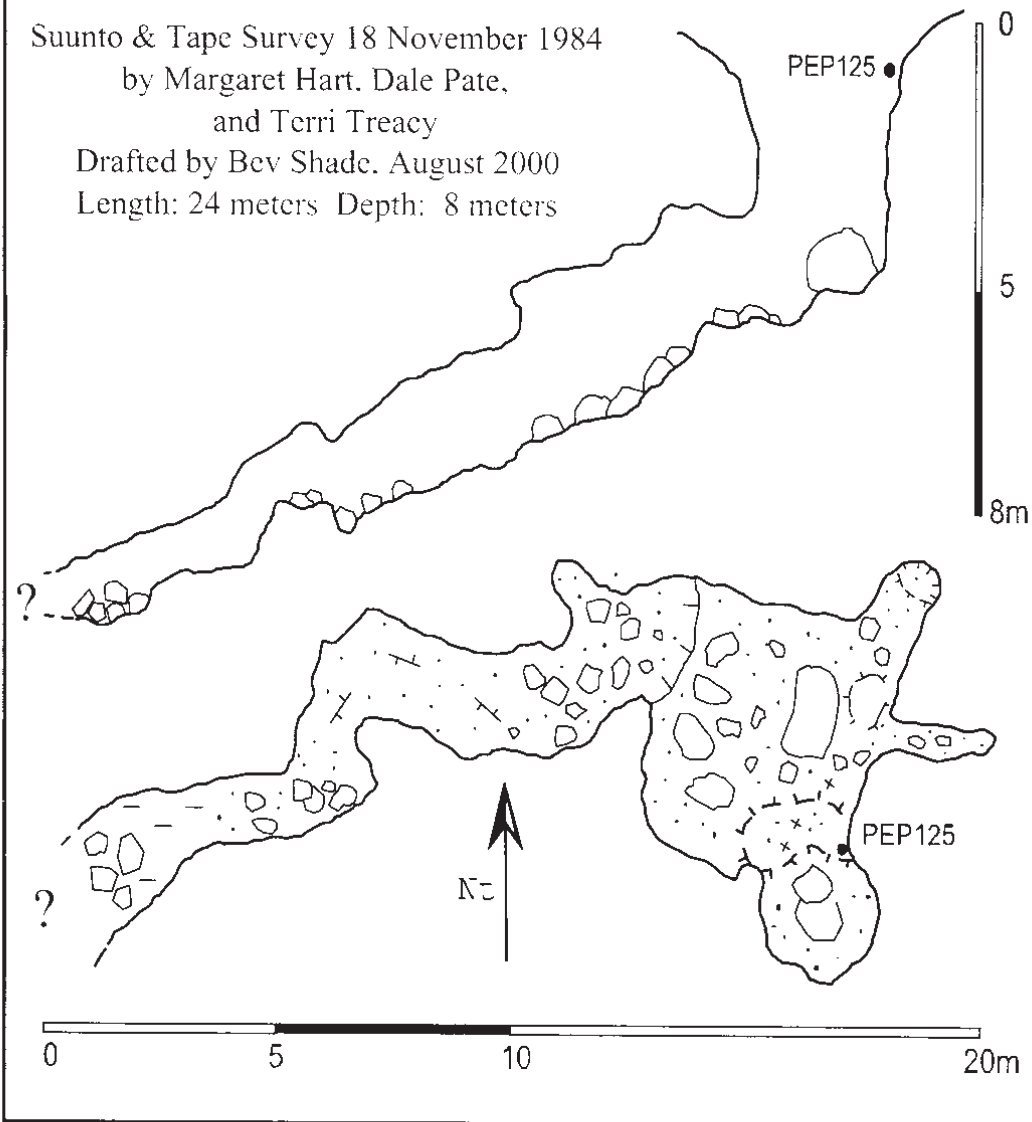 Suunto & Tape Survey 18 November 1984
by Margaret Hart, Dale Pate,
and Terri Treacy
Drafted by Bev Shade, August 2000
Length: 24 meters Depth: 8 meters
PEP125
0
5
8m
?
PEP125
?
0
5
10
20m